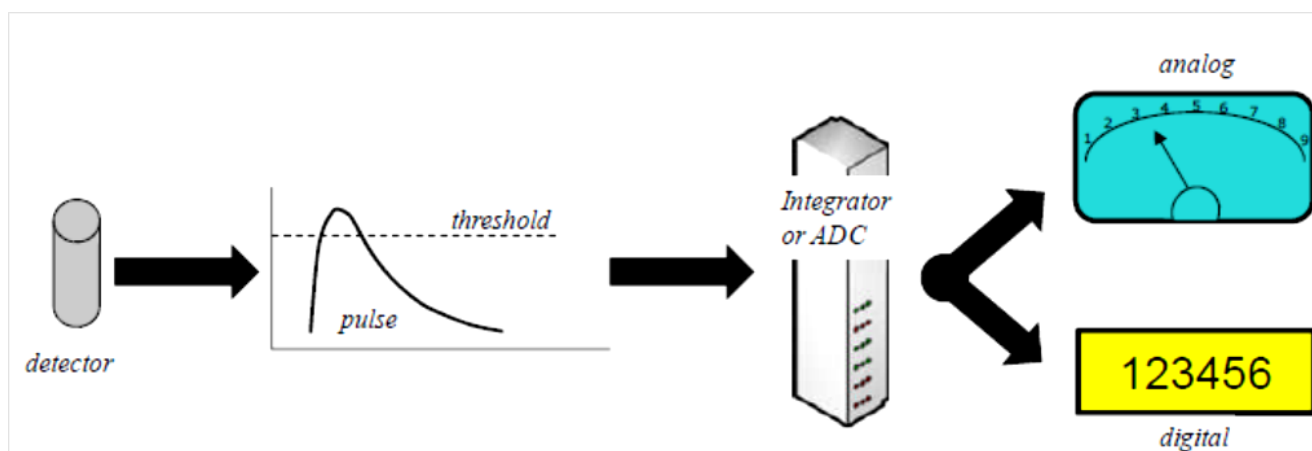 analog
1 2 3 4 5 6 7 8 9
threshold
Integrator
or ADC
pulse
detector
123456
digital